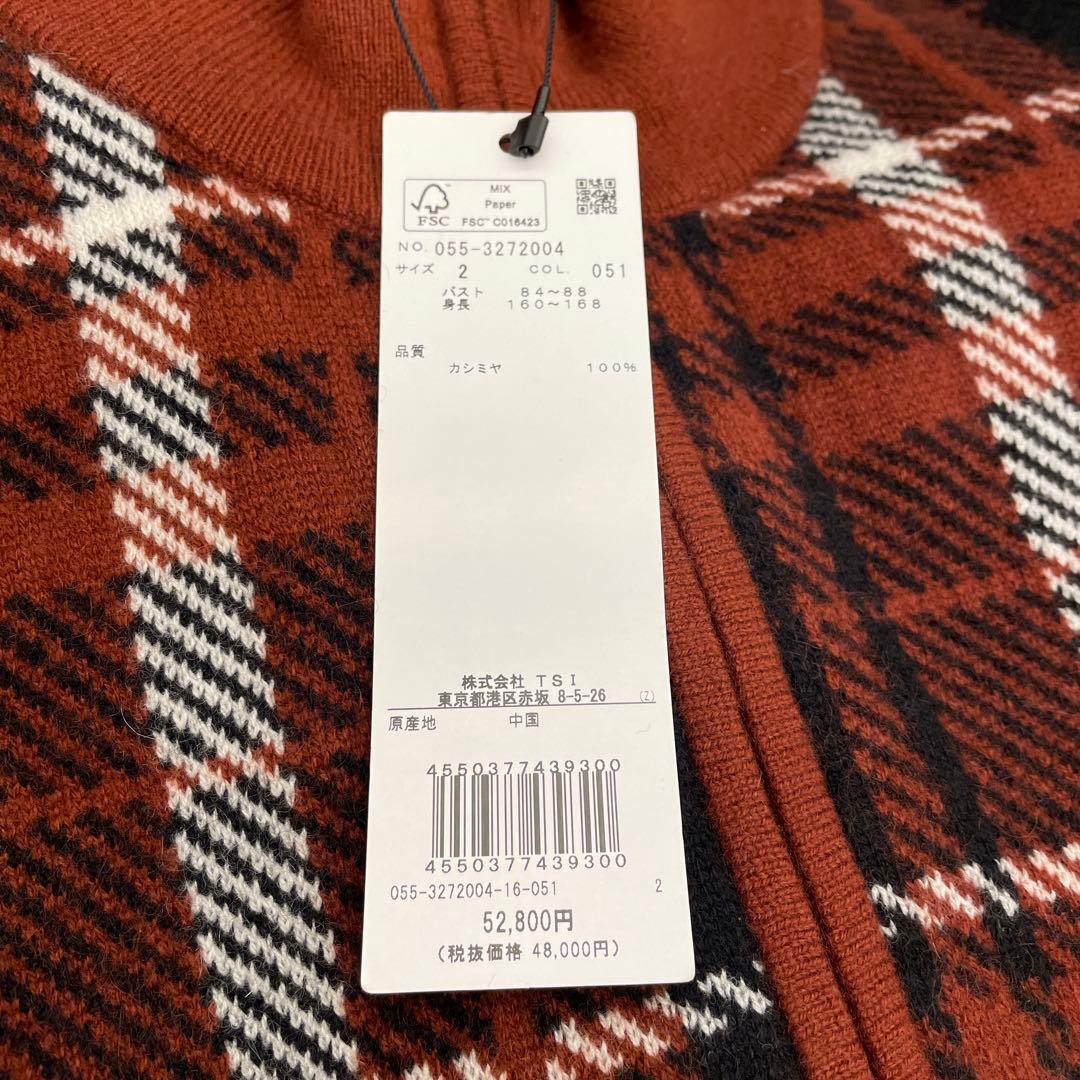 FSC™
MIX
Paper
FSC™ C016423
NO. 055-3272004
サイズ 2 COL. 051
バスト 84〜88
身長 160〜168
品質
カシミヤ 100%
株式会社 TSI
東京都港区赤坂 8-5-26 (Z)
原産地 中国
4550377439300
4550377439300
055-3272004-16-051 2
52,800円
(税抜価格 48,000円)